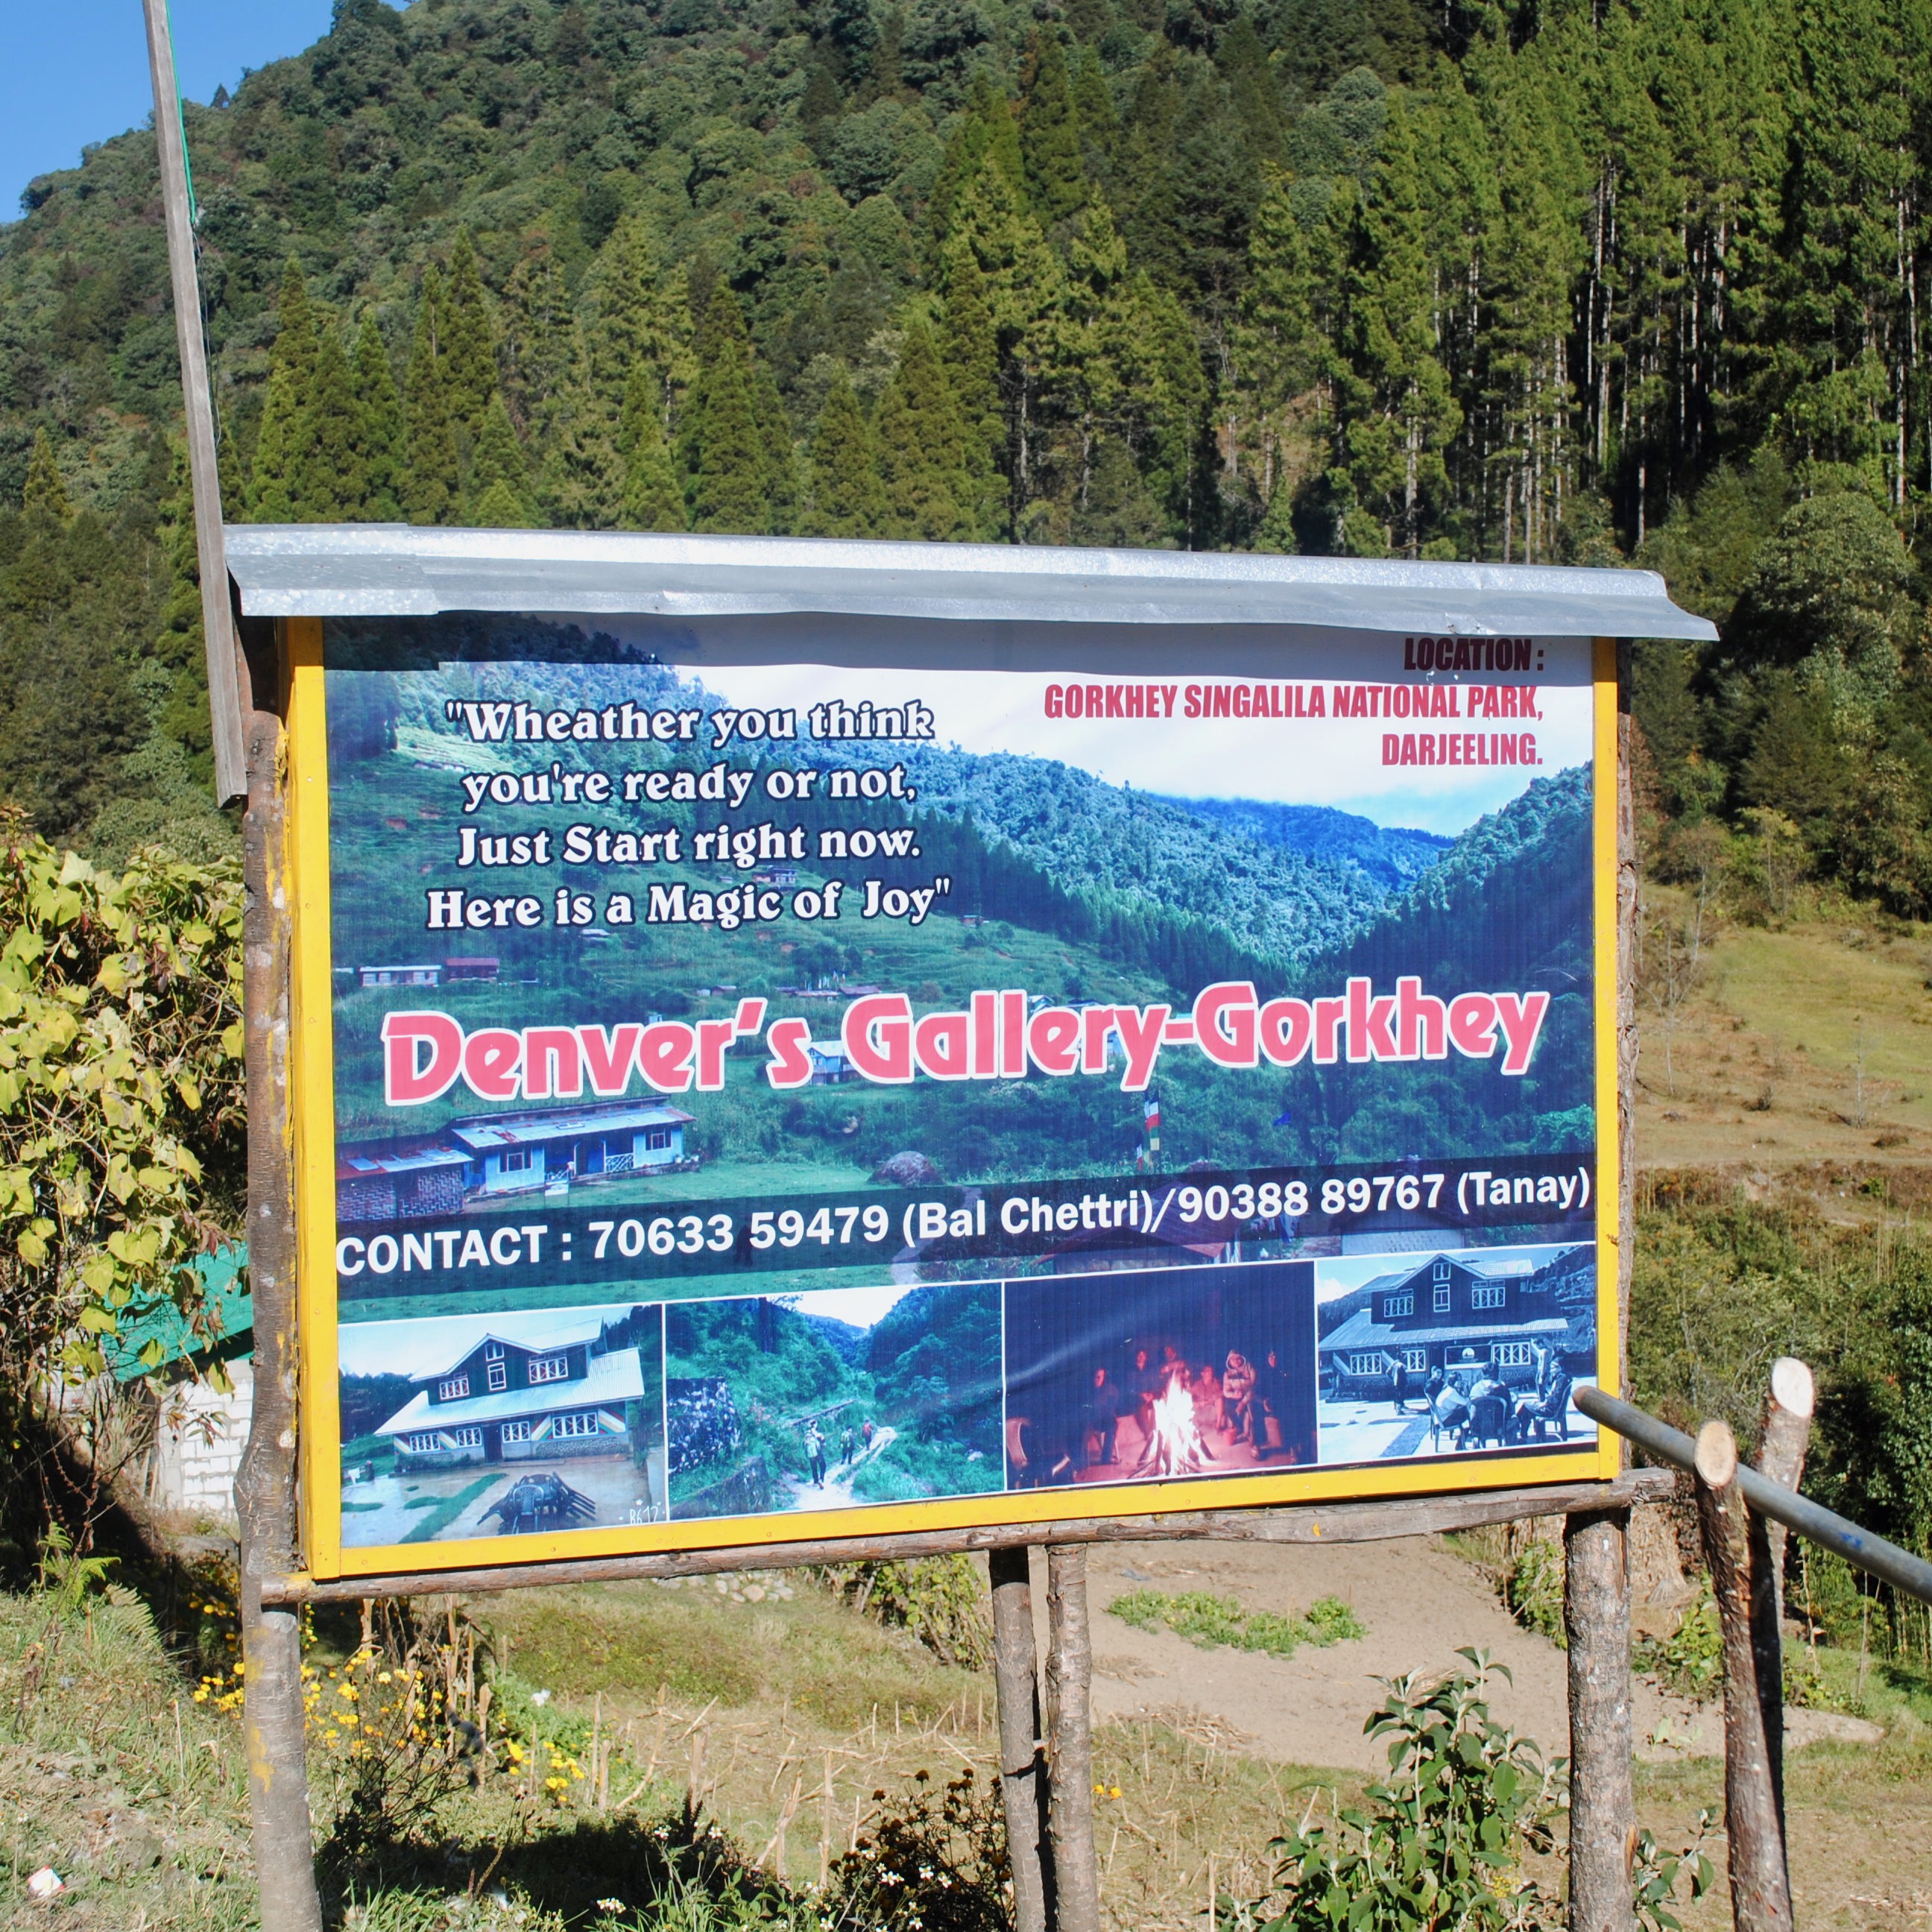 LOCATION :
GORKHEY SINGALILA NATIONAL PARK,
DARJEELING.
"Wheather you think
you're ready or not,
Just Start right now.
Here is a Magic of Joy"
Denver's Gallery-Gorkhey
CONTACT : 70633 59479 (Bal Chettri)/90388 89767 (Tanay)
B612